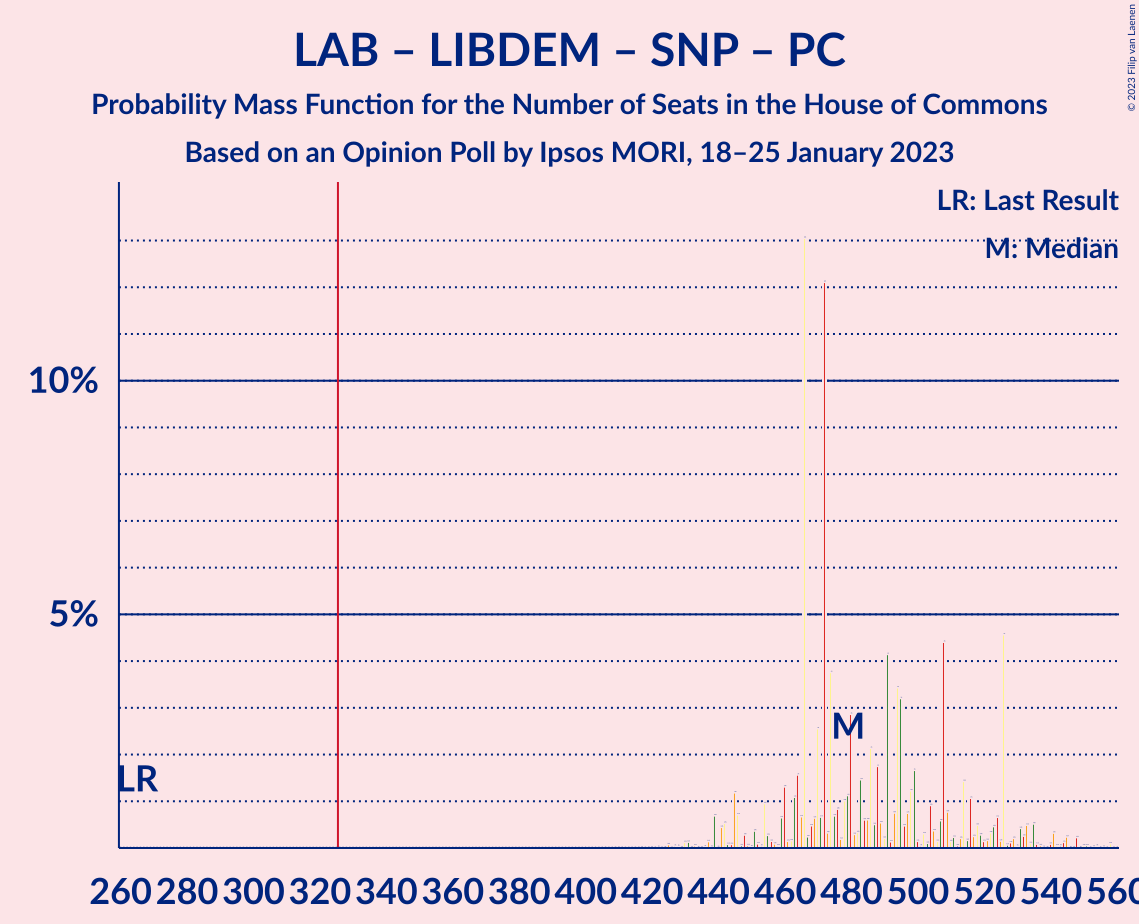 LAB – LIBDEM – SNP – PC
Probability Mass Function for the Number of Seats in the House of Commons
Based on an Opinion Poll by Ipsos MORI, 18–25 January 2023
© 2023 Filip van Laenen
LR: Last Result
M: Median
10%
5%
M
LR
260 280 300 320 340 360 380 400 420 440 460 480 500 520 540 560